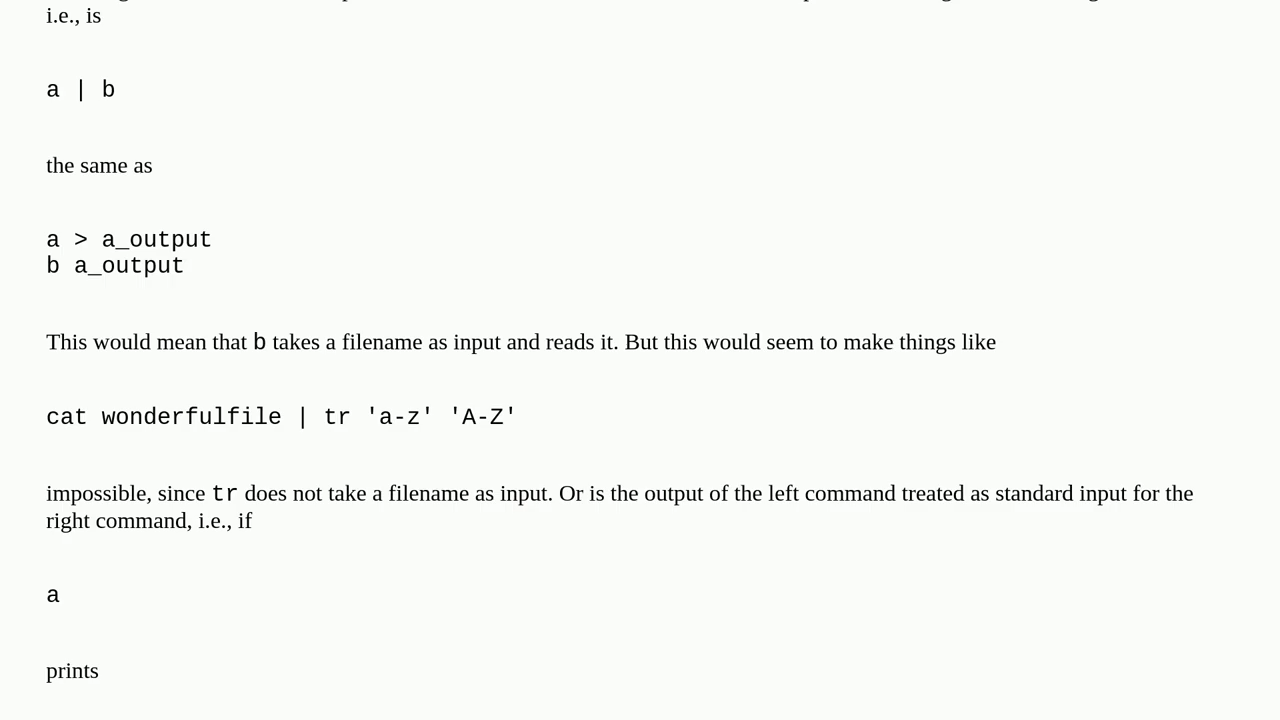 i.e., is
a | b
the same as
a > a_output
b a_output
This would mean that b takes a filename as input and reads it. But this would seem to make things like
cat wonderfulfile | tr 'a-z' 'A-Z'
impossible, since tr does not take a filename as input. Or is the output of the left command treated as standard input for the
right command, i.e., if
a
prints